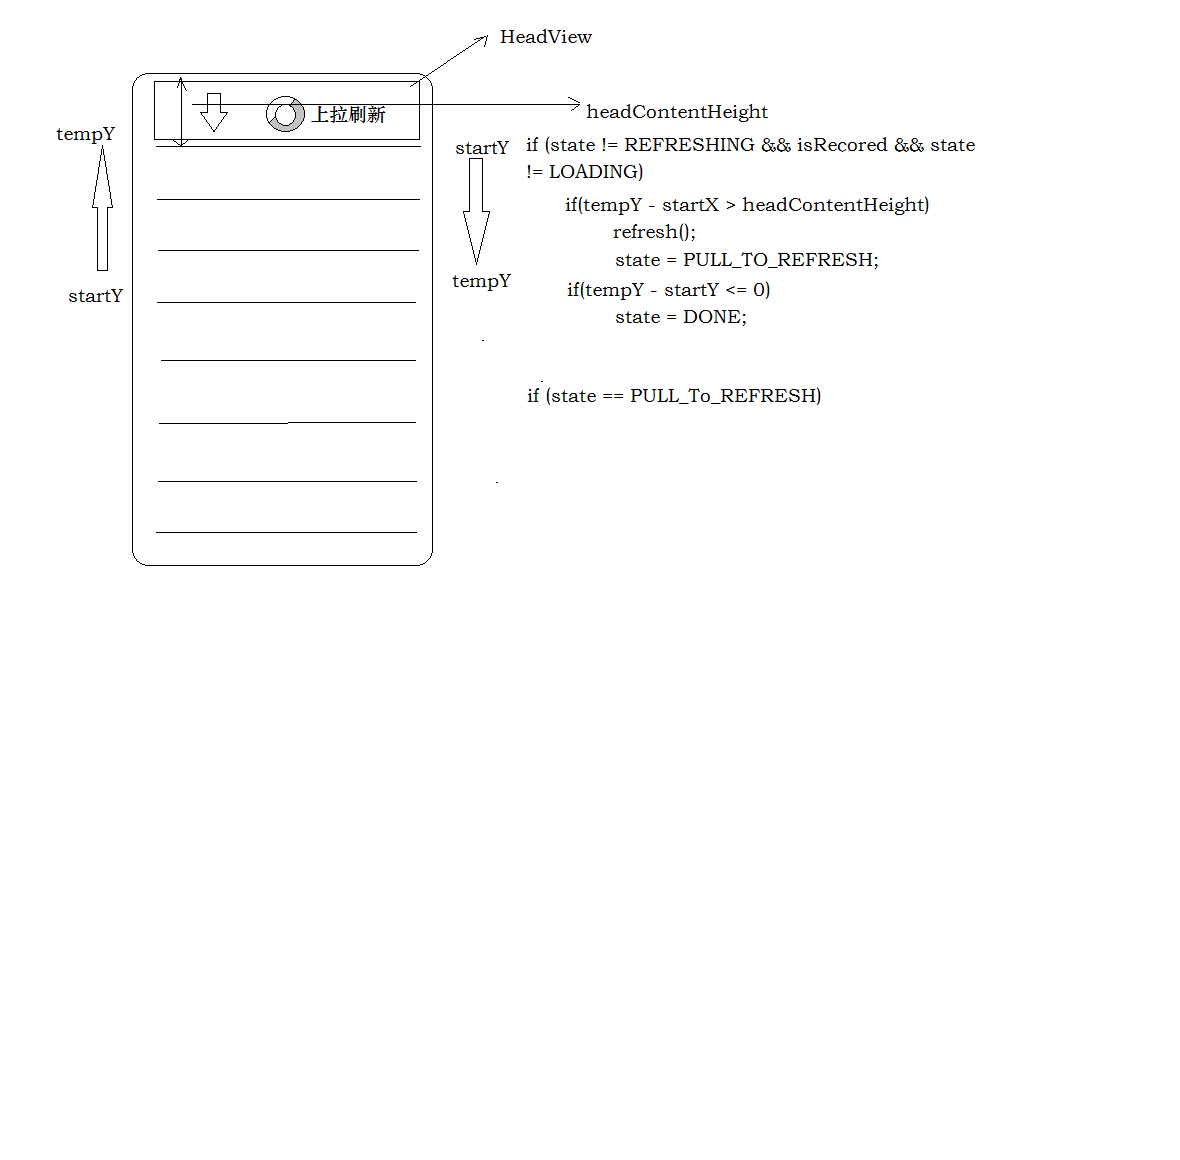 HeadView
上拉刷新
headContentHeight
tempY
startY
startY
tempY
if (state != REFRESHING && isRecored && state
!= LOADING)
if(tempY - startX > headContentHeight)
refresh();
state = PULL_TO_REFRESH;
if(tempY - startY <= 0)
state = DONE;
if (state == PULL_To_REFRESH)